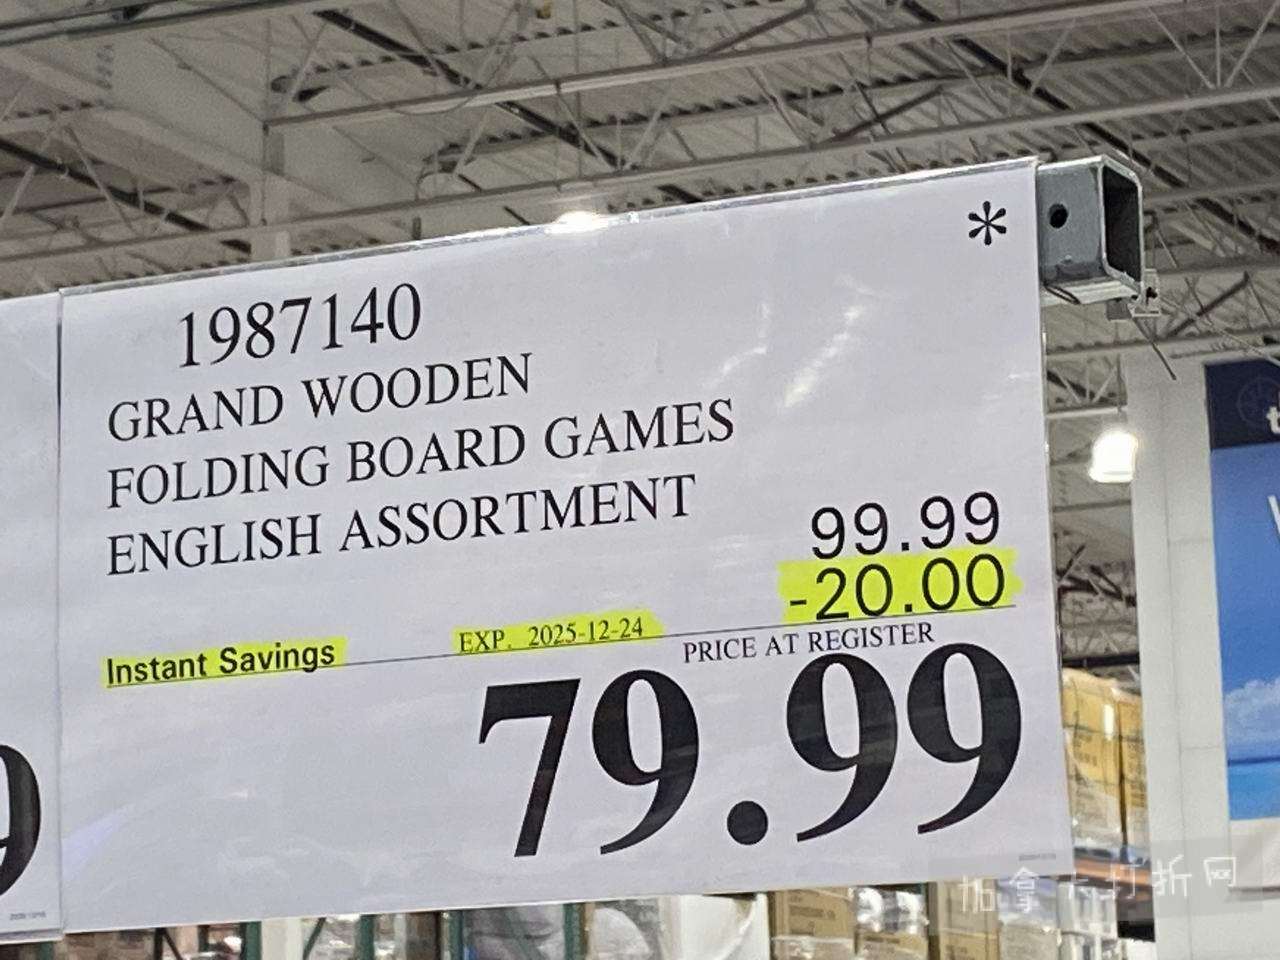 *
1987140
GRAND WOODEN
FOLDING BOARD GAMES
ENGLISH ASSORTMENT
99.99
-20.00
Instant Savings EXP. 2025-12-24
PRICE AT REGISTER
79.99
9
t
加拿大打折网